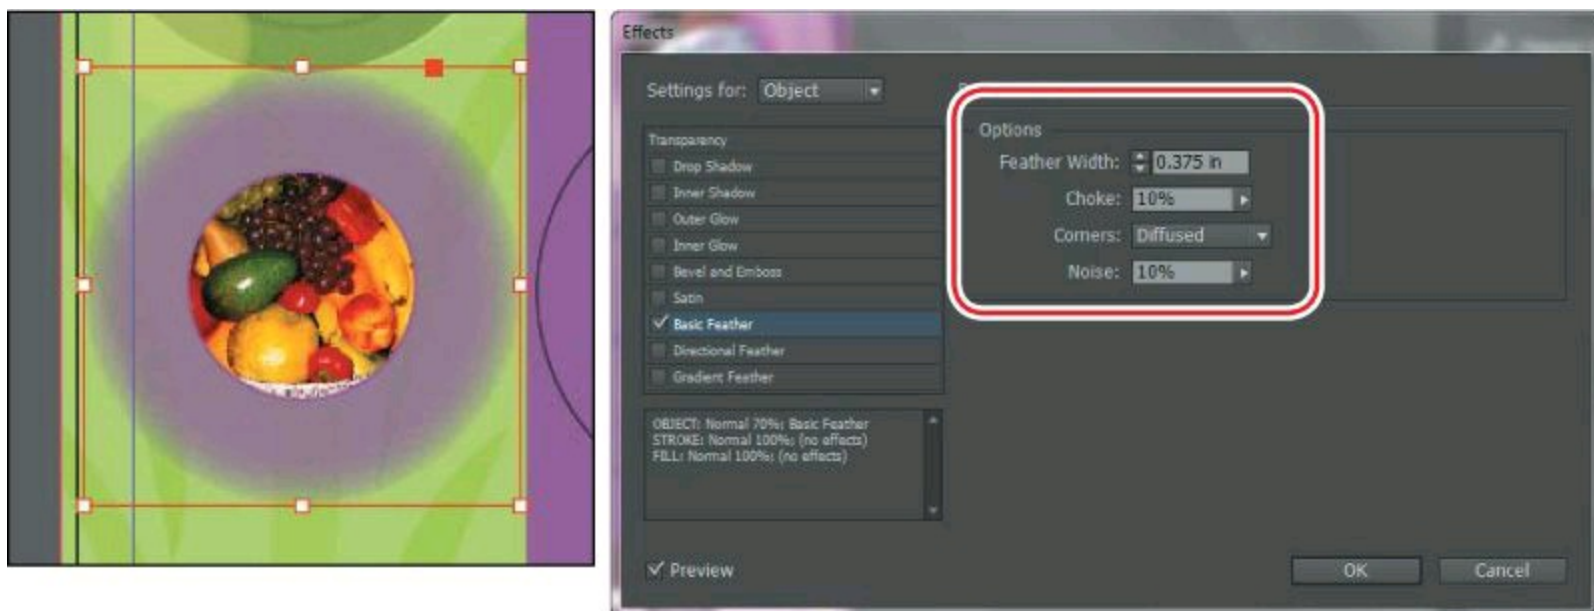 Effects
Settings for: Object
Options
Transparency
Feather Width: 0.375 in
Drop Shadow
Choke: 10%
Inner Shadow
Outer Glow
Corners: Diffused
Inner Glow
Noise: 10%
Bevel and Emboss
Satin
Basic Feather
Directional Feather
Gradient Feather
OBJECT: Normal 70%; Basic Feather
STROKE: Normal 100%; (no effects)
FILL: Normal 100%; (no effects)
Preview
OK
Cancel